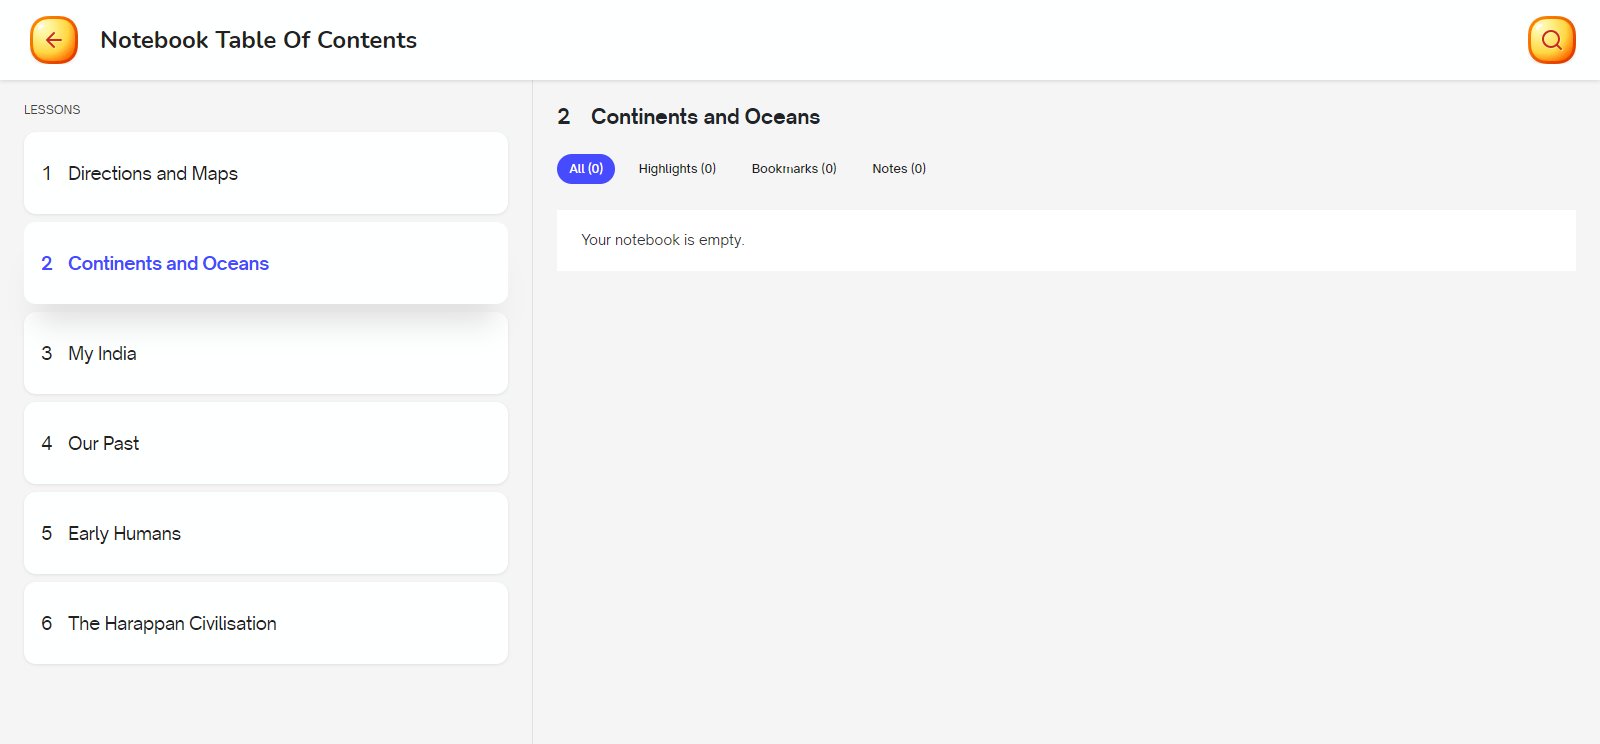 Notebook Table Of Contents
LESSONS
1 Directions and Maps
2 Continents and Oceans
3 My India
4 Our Past
5 Early Humans
6 The Harappan Civilisation
2 Continents and Oceans
All (0) Highlights (0) Bookmarks (0) Notes (0)
Your notebook is empty.